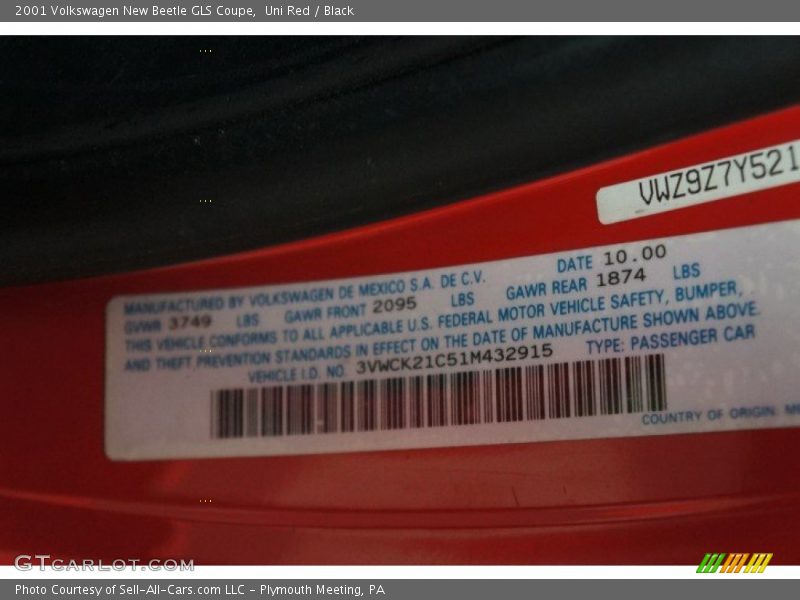 2001 Volkswagen New Beetle GLS Coupe, Uni Red / Black
VWZ9Z7Y521
MANUFACTURED BY VOLKSWAGEN DE MEXICO S.A. DE C.V. DATE 10.00
GVWR 3749 LBS GAWR FRONT 2095 LBS GAWR REAR 1874 LBS
THIS VEHICLE CONFORMS TO ALL APPLICABLE U.S. FEDERAL MOTOR VEHICLE SAFETY, BUMPER,
AND THEFT PREVENTION STANDARDS IN EFFECT ON THE DATE OF MANUFACTURE SHOWN ABOVE.
VEHICLE I.D. NO. 3VWCK21C51M432915 TYPE: PASSENGER CAR
COUNTRY OF ORIGIN: ME
GTcarlot.com
Photo Courtesy of Sell-All-Cars.com LLC - Plymouth Meeting, PA